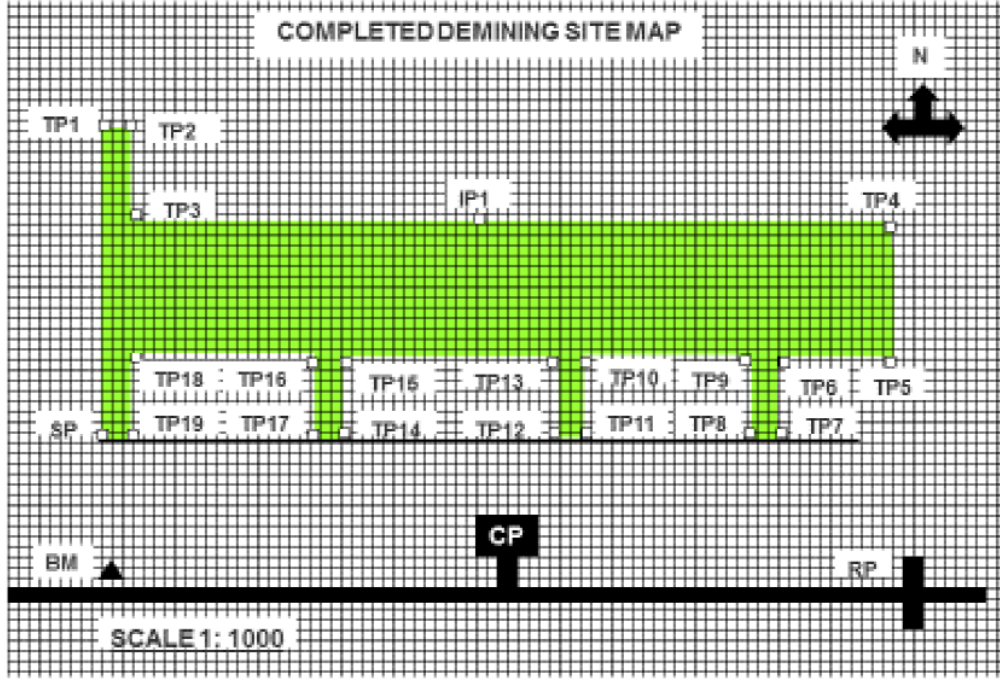 COMPLETED DEMINING SITE MAP
N
TP1
TP2
TP3
IP1
TP4
TP18 TP16 TP15 TP13 TP10 TP9 TP6 TP5
SP TP19 TP17 TP14 TP12 TP11 TP8 TP7
CP
BM
RP
SCALE 1: 1000